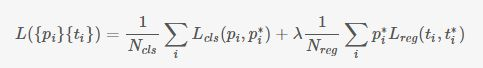 L({p_i}{t_i}) = \frac{1}{N_{cls}} \sum_i L_{cls}(p_i, p_i^*) + λ \frac{1}{N_{reg}} \sum_i p_i^* L_{reg}(t_i, t_i^*)